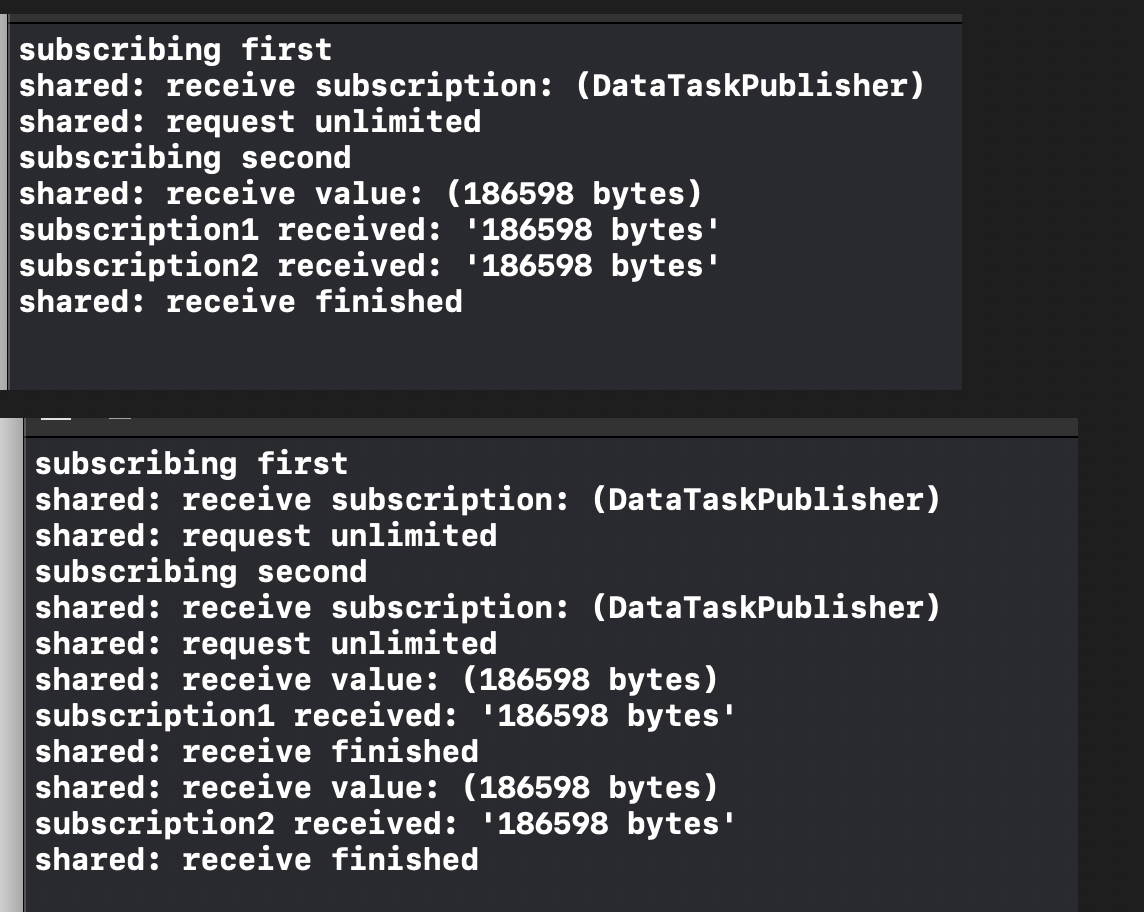 subscribing first
shared: receive subscription: (DataTaskPublisher)
shared: request unlimited
subscribing second
shared: receive value: (186598 bytes)
subscription1 received: '186598 bytes'
subscription2 received: '186598 bytes'
shared: receive finished
subscribing first
shared: receive subscription: (DataTaskPublisher)
shared: request unlimited
subscribing second
shared: receive subscription: (DataTaskPublisher)
shared: request unlimited
shared: receive value: (186598 bytes)
subscription1 received: '186598 bytes'
shared: receive finished
shared: receive value: (186598 bytes)
subscription2 received: '186598 bytes'
shared: receive finished